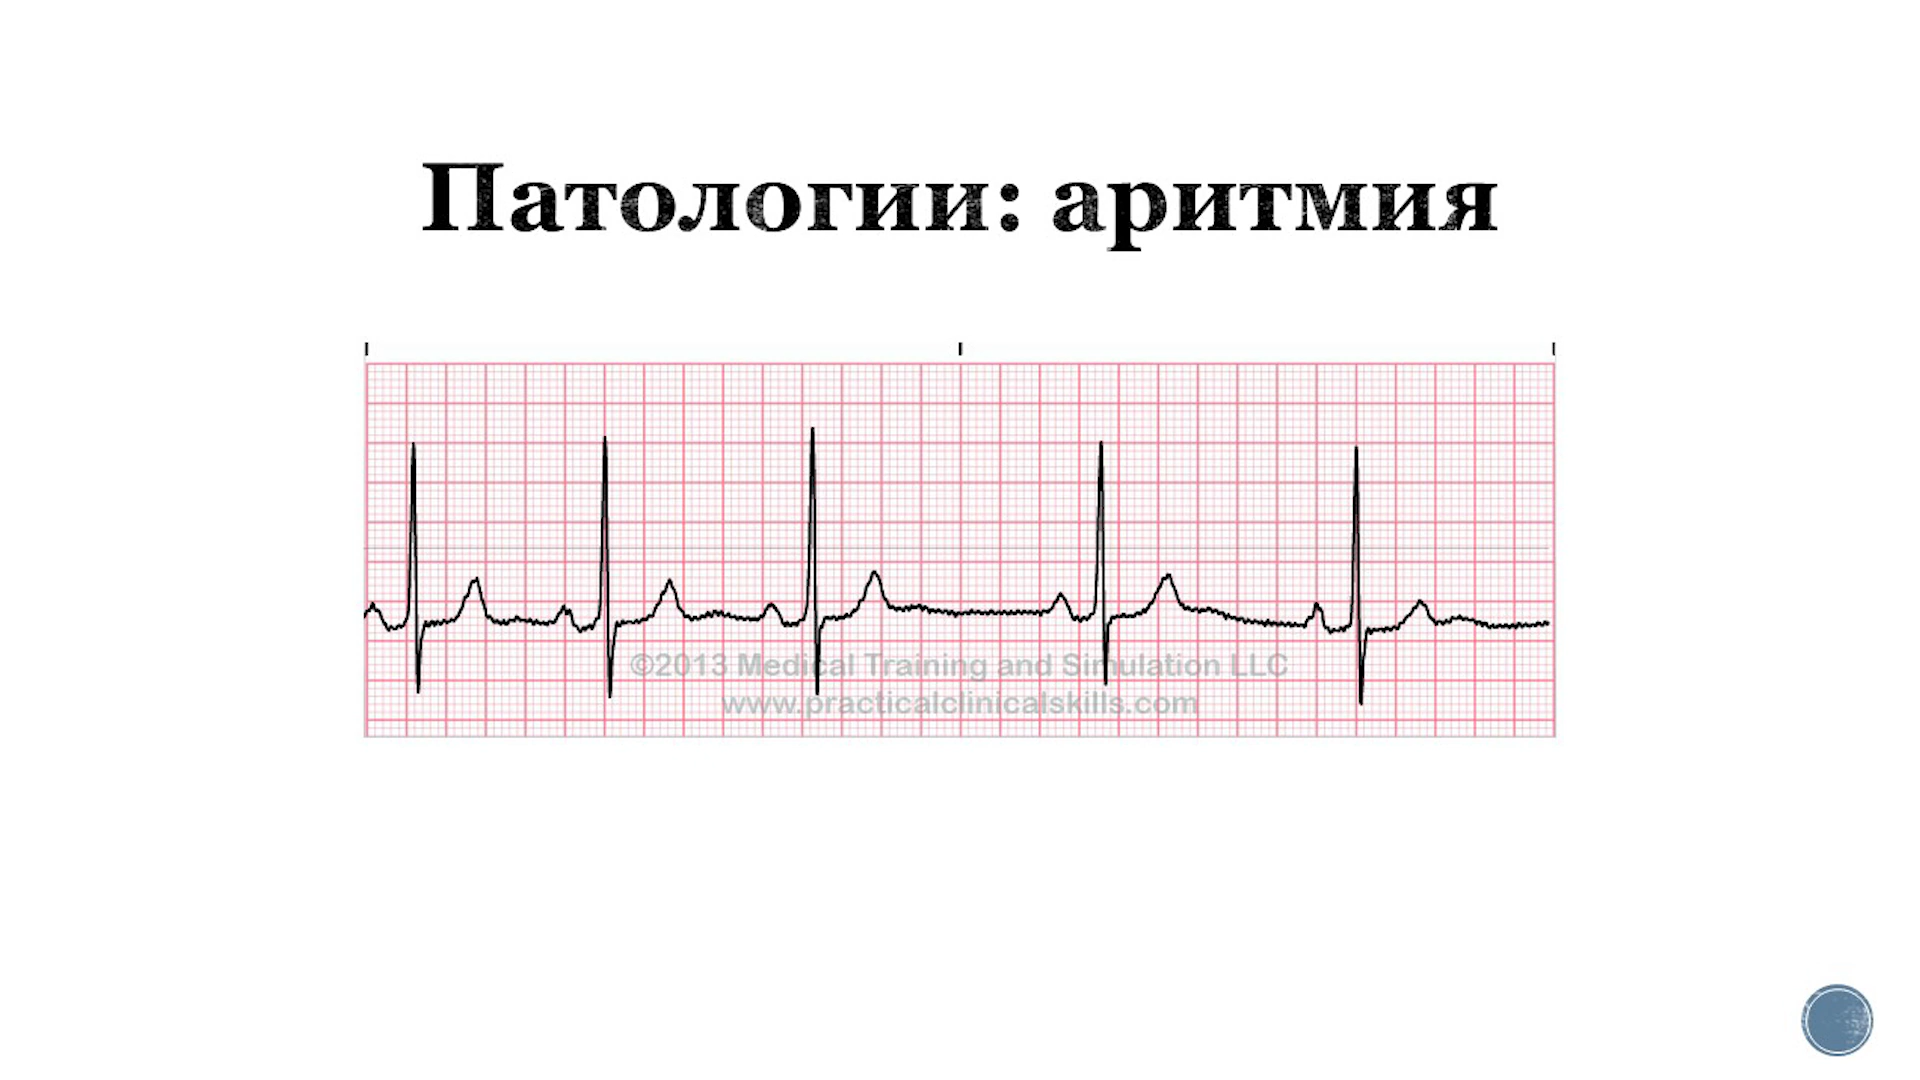 Патологии: аритмия
©2013 Medical Training and Simulation LLC
www.practicalclinicalskills.com